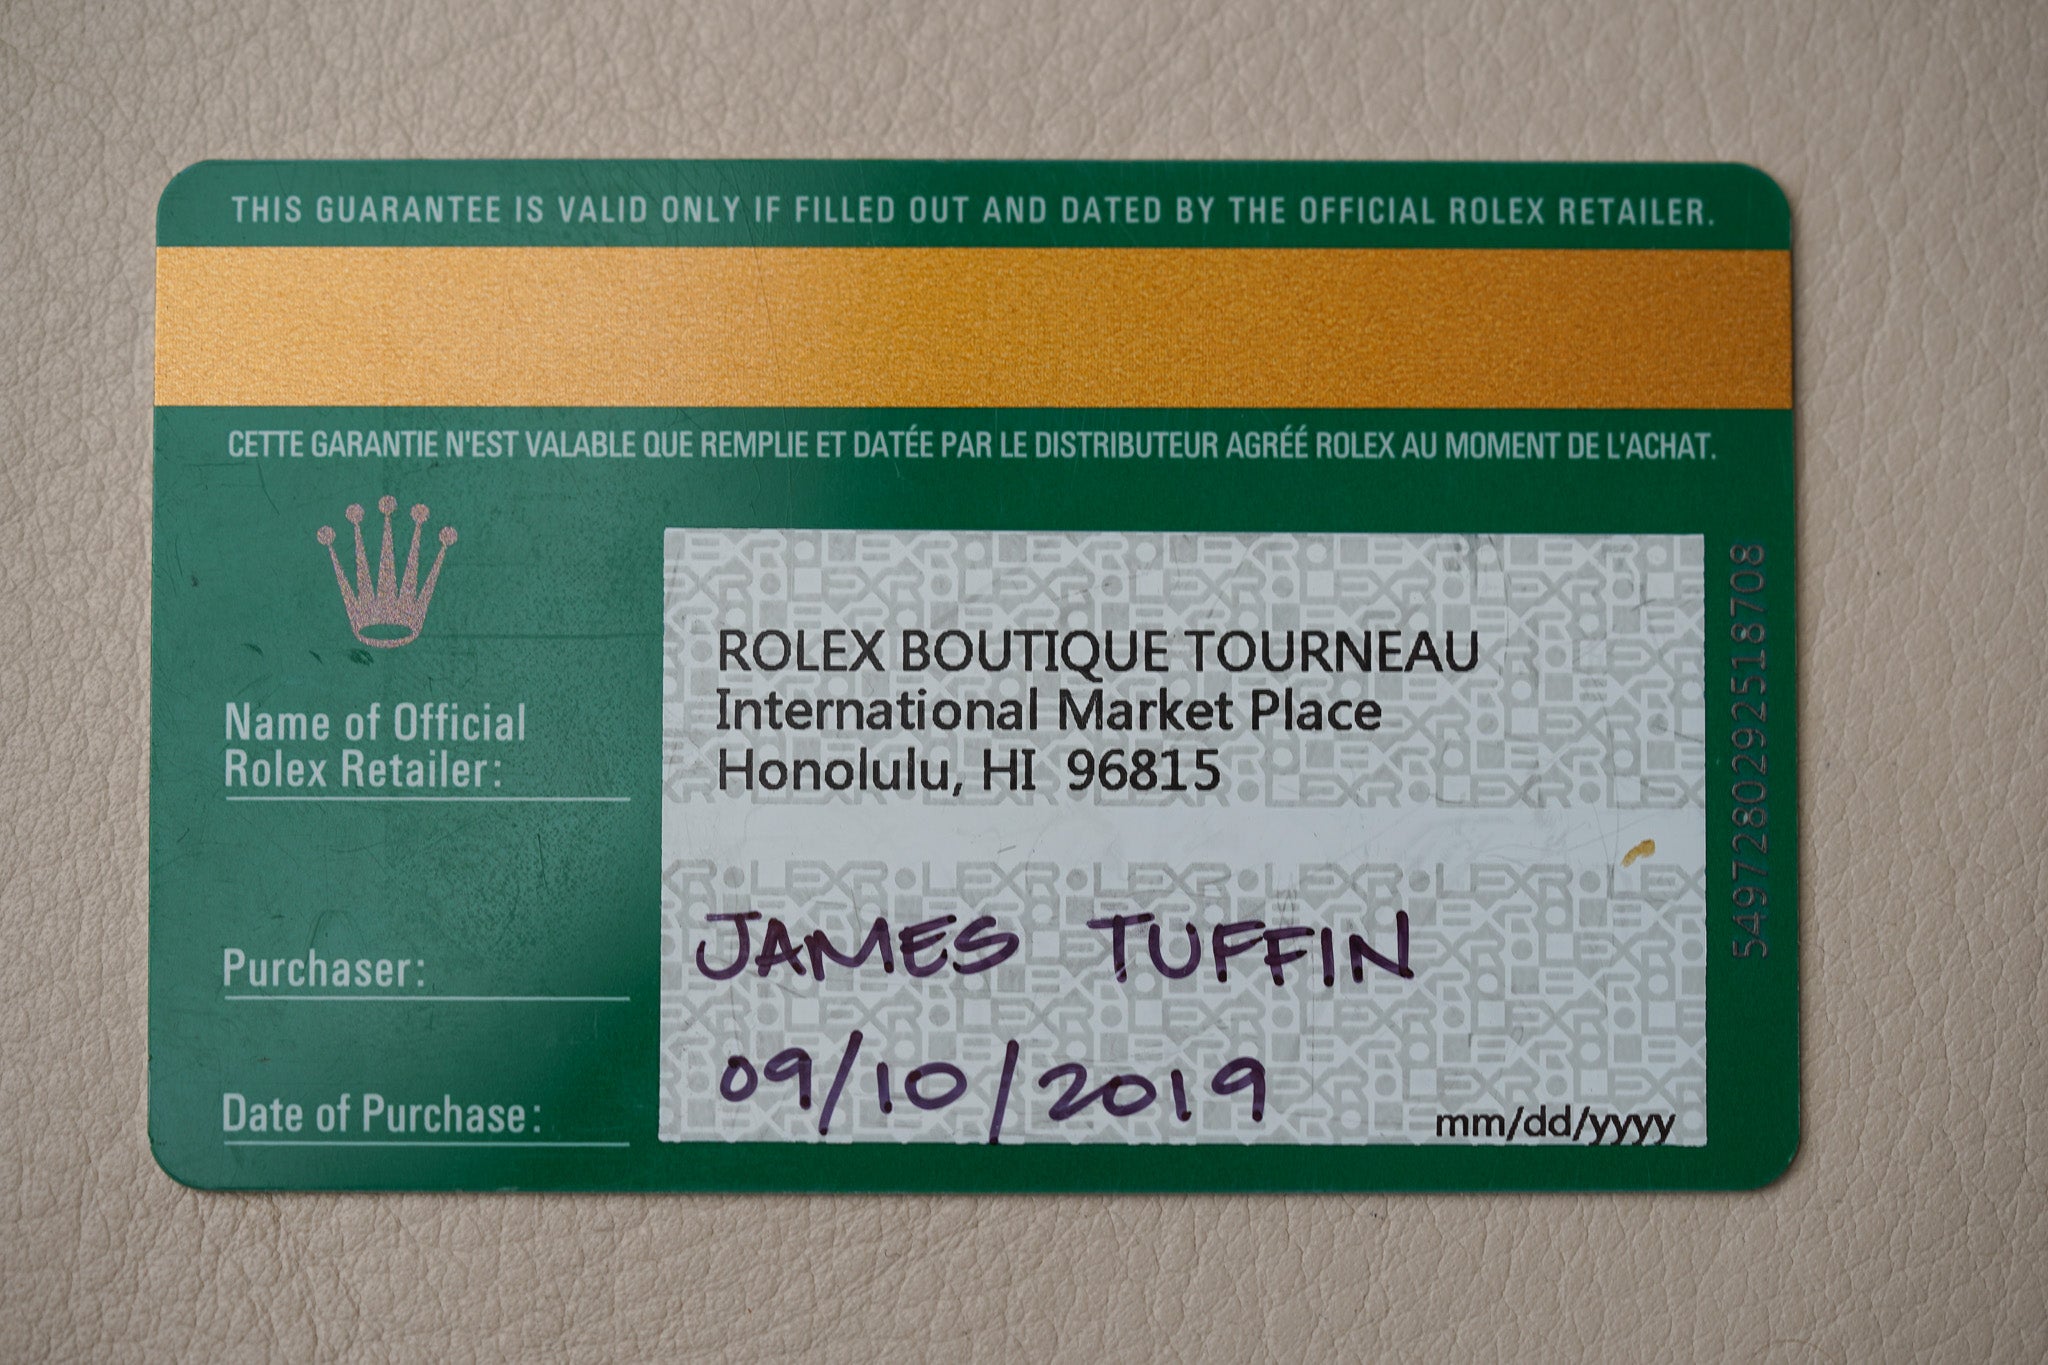 THIS GUARANTEE IS VALID ONLY IF FILLED OUT AND DATED BY THE OFFICIAL ROLEX RETAILER.
CETTE GARANTIE N'EST VALABLE QUE REMPLIE ET DATÉE PAR LE DISTRIBUTEUR AGRÉÉ ROLEX AU MOMENT DE L'ACHAT.
Name of Official
Rolex Retailer:
ROLEX BOUTIQUE TOURNEAU
International Market Place
Honolulu, HI 96815
Purchaser:
JAMES TUFFIN
Date of Purchase:
09/10/2019
mm/dd/yyyy
5497280292518708